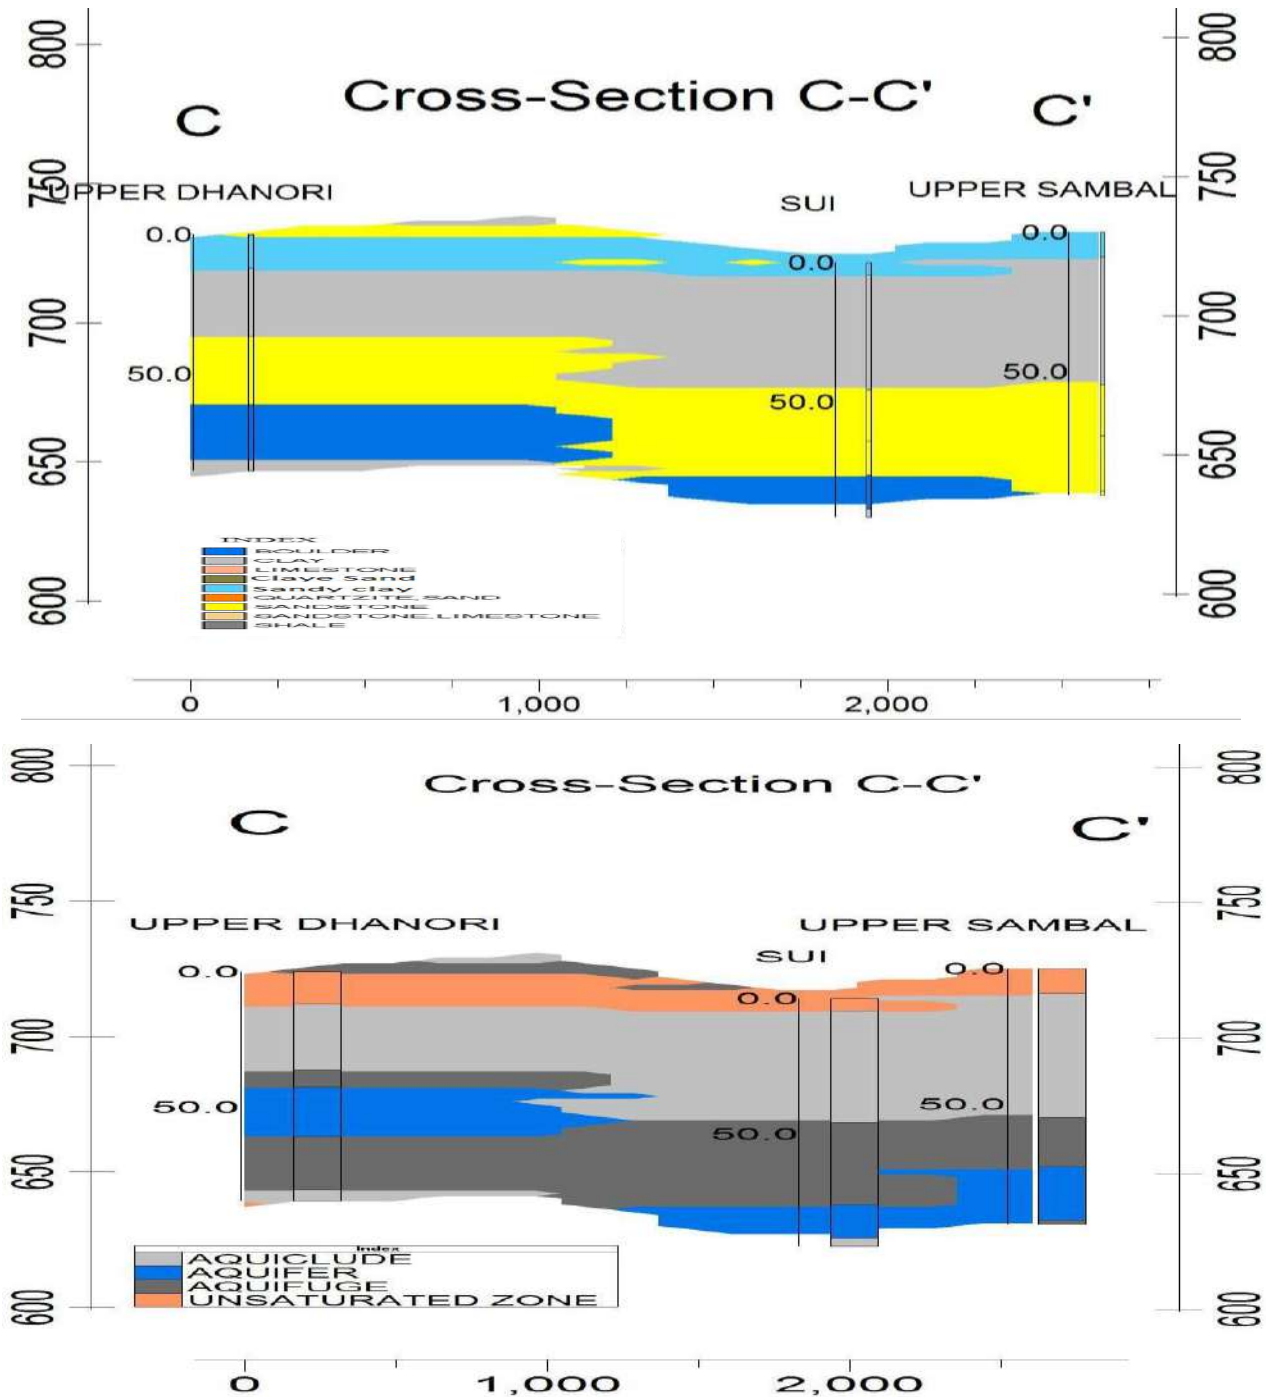 Cross-Section C-C'
C
C'
UPPER DHANORI
SUI
UPPER SAMBAL
800
750
700
650
600
800
750
700
650
600
0.0
50.0
0.0
50.0
0.0
50.0
INDEX
BOULDER
CLAY
LIMESTONE
Claye Sand
Sandy clay
QUARTZITE,SAND
SANDSTONE
SANDSTONE,LIMESTONE
SHALE
0 1,000 2,000
Cross-Section C-C'
C
C'
UPPER DHANORI
SUI
UPPER SAMBAL
800
750
700
650
600
800
750
700
650
600
0.0
50.0
0.0
50.0
0.0
50.0
Index
AQUICLUDE
AQUIFER
AQUIFUGE
UNSATURATED ZONE
0 1,000 2,000